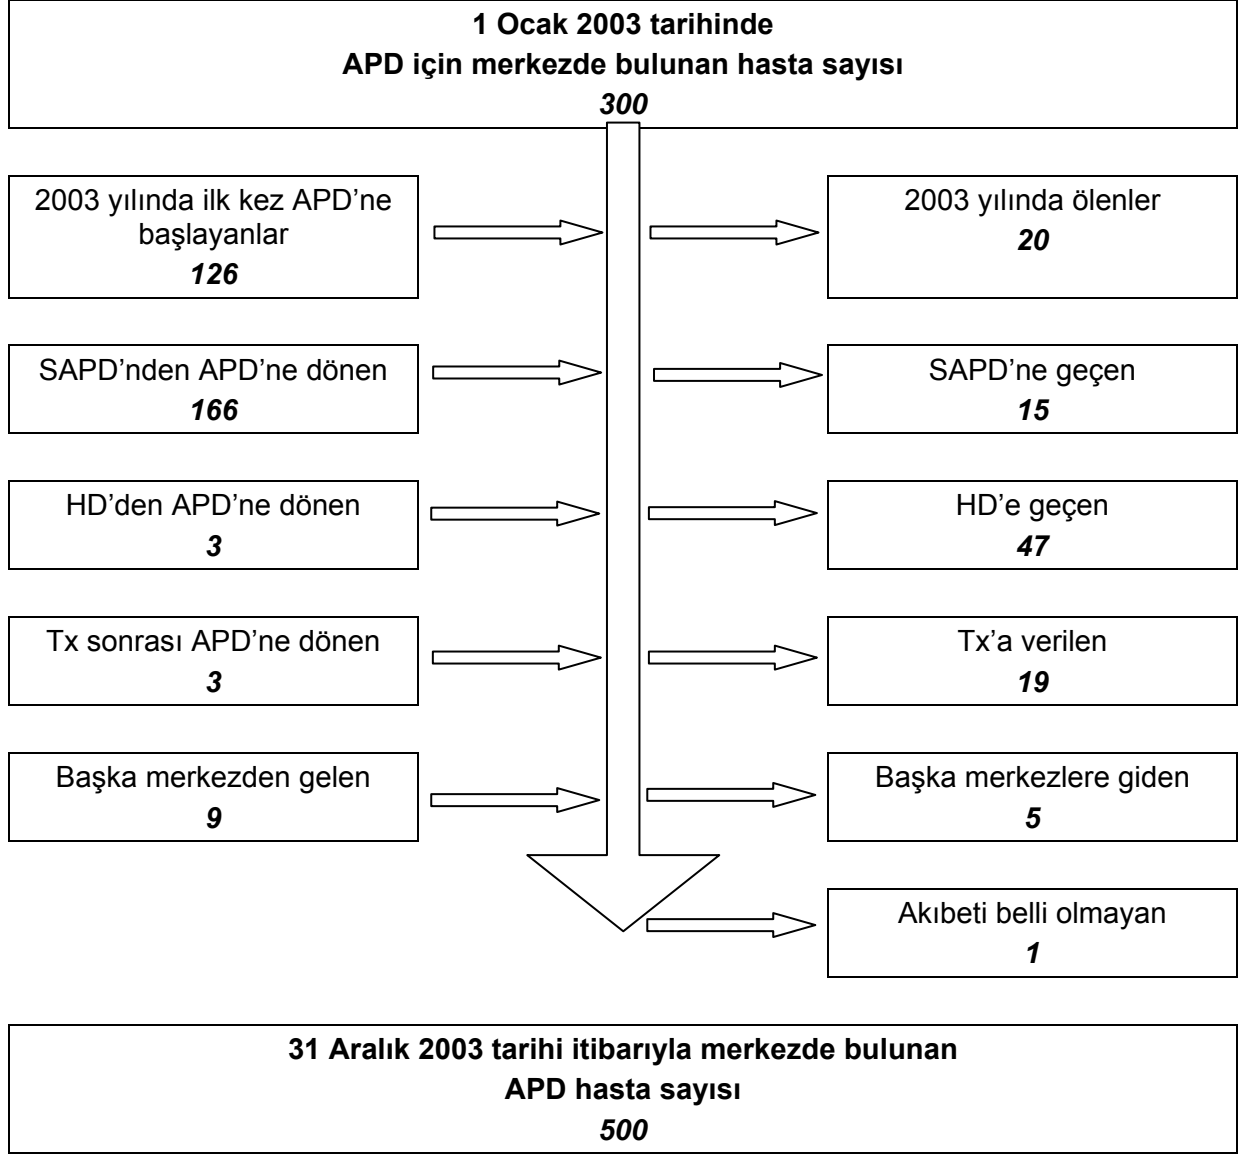 1 Ocak 2003 tarihinde
APD için merkezde bulunan hasta sayısı
300
2003 yılında ilk kez APD’ne
başlayanlar
126
2003 yılında ölenler
20
SAPD’nden APD’ne dönen
166
SAPD’ne geçen
15
HD’den APD’ne dönen
3
HD’e geçen
47
Tx sonrası APD’ne dönen
3
Tx’a verilen
19
Başka merkezden gelen
9
Başka merkezlere giden
5
Akıbeti belli olmayan
1
31 Aralık 2003 tarihi itibarıyla merkezde bulunan
APD hasta sayısı
500